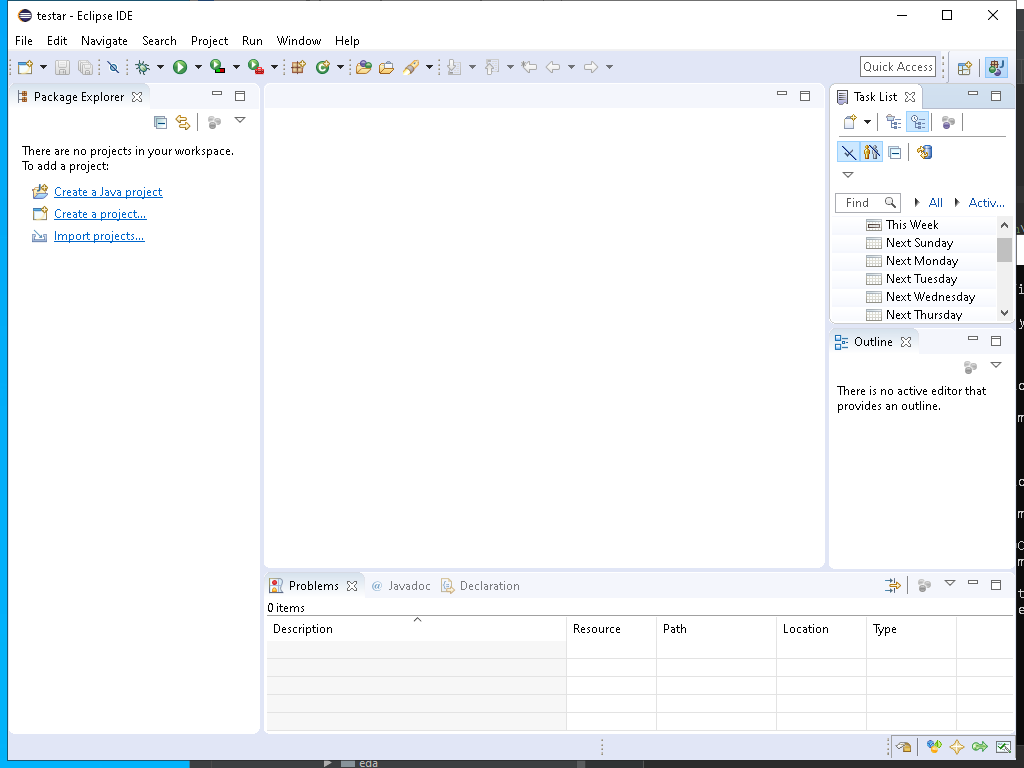 testar - Eclipse IDE
File Edit Navigate Search Project Run Window Help
Quick Access
Package Explorer
There are no projects in your workspace.
To add a project:
Create a Java project
Create a project...
Import projects...
Task List
Find All Activ...
This Week
Next Sunday
Next Monday
Next Tuesday
Next Wednesday
Next Thursday
Outline
There is no active editor that
provides an outline.
Problems @ Javadoc Declaration
0 items
Description Resource Path Location Type
eda